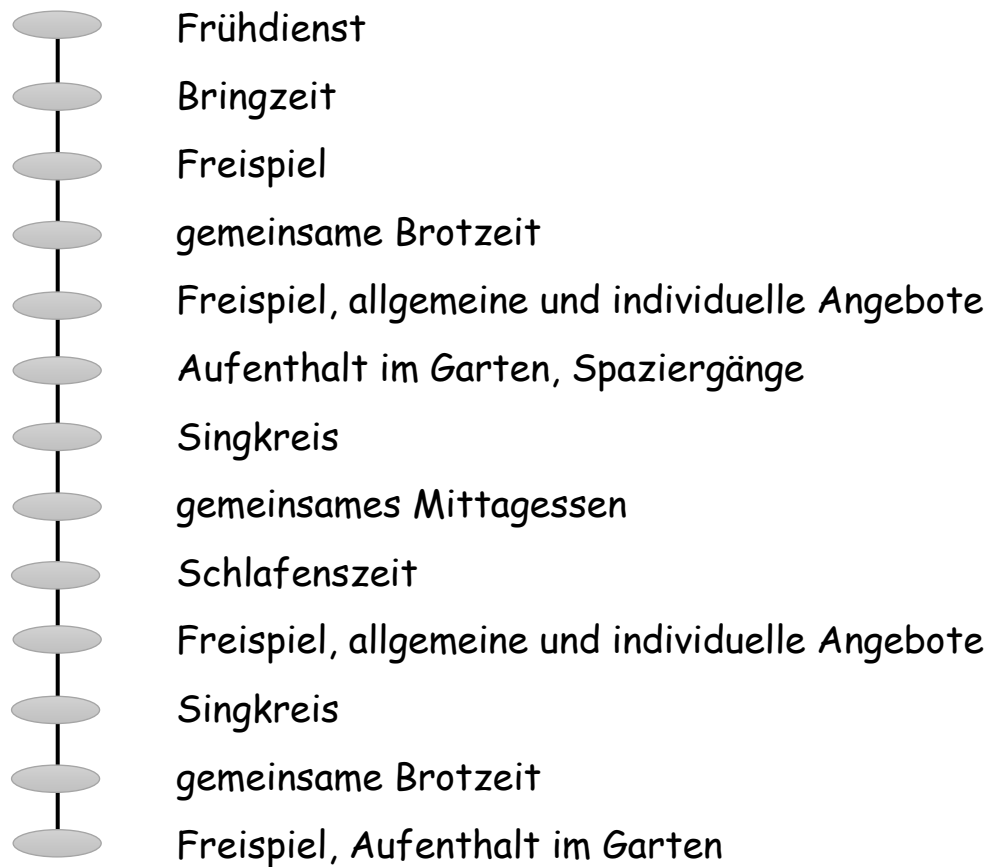 Frühdienst
Bringzeit
Freispiel
gemeinsame Brotzeit
Freispiel, allgemeine und individuelle Angebote
Aufenthalt im Garten, Spaziergänge
Singkreis
gemeinsames Mittagessen
Schlafenszeit
Freispiel, allgemeine und individuelle Angebote
Singkreis
gemeinsame Brotzeit
Freispiel, Aufenthalt im Garten